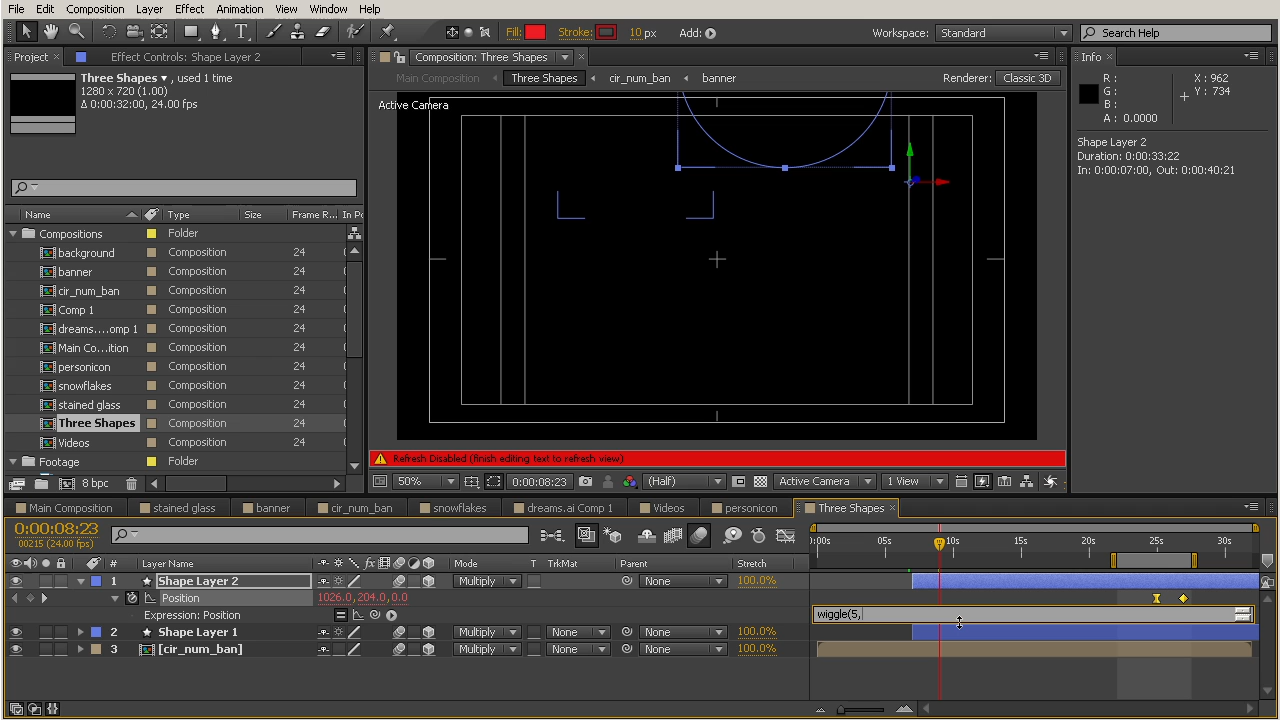 File Edit Composition Layer Effect Animation View Window Help
Fill: Stroke: 10 px Add: Workspace: Standard Search Help
Project Effect Controls: Shape Layer 2 Composition: Three Shapes Info
Three Shapes , used 1 time
1280 x 720 (1.00)
Δ 0:00:32:00, 24.00 fps
Main Composition Three Shapes cir_num_ban banner Renderer: Classic 3D
Active Camera
R :
G :
B :
A : 0.0000
X : 962
Y : 734
Shape Layer 2
Duration: 0:00:33:22
In: 0:00:07:00, Out: 0:00:40:21
Name Type Size Frame R... In Po
Compositions Folder
background Composition 24
banner Composition 24
cir_num_ban Composition 24
Comp 1 Composition 24
dreams....omp 1 Composition 24
Main Co...ition Composition 24
personicon Composition 24
snowflakes Composition 24
stained glass Composition 24
Three Shapes Composition 24
Videos Composition 24
Footage Folder
Refresh Disabled (finish editing text to refresh view)
8 bpc
50% 0:00:08:23 (Half) Active Camera 1 View
Main Composition stained glass banner cir_num_ban snowflakes dreams.ai Comp 1 Videos personicon Three Shapes
0:00:08:23
00215 (24.00 fps)
):00s 05s 10s 15s 20s 25s 30s
# Layer Name Mode T TrkMat Parent Stretch
1 Shape Layer 2 Multiply None 100.0%
Position 1026.0,204.0,0.0
Expression: Position wiggle(5,
2 Shape Layer 1 Multiply None None 100.0%
3 [cir_num_ban] Multiply None None 100.0%